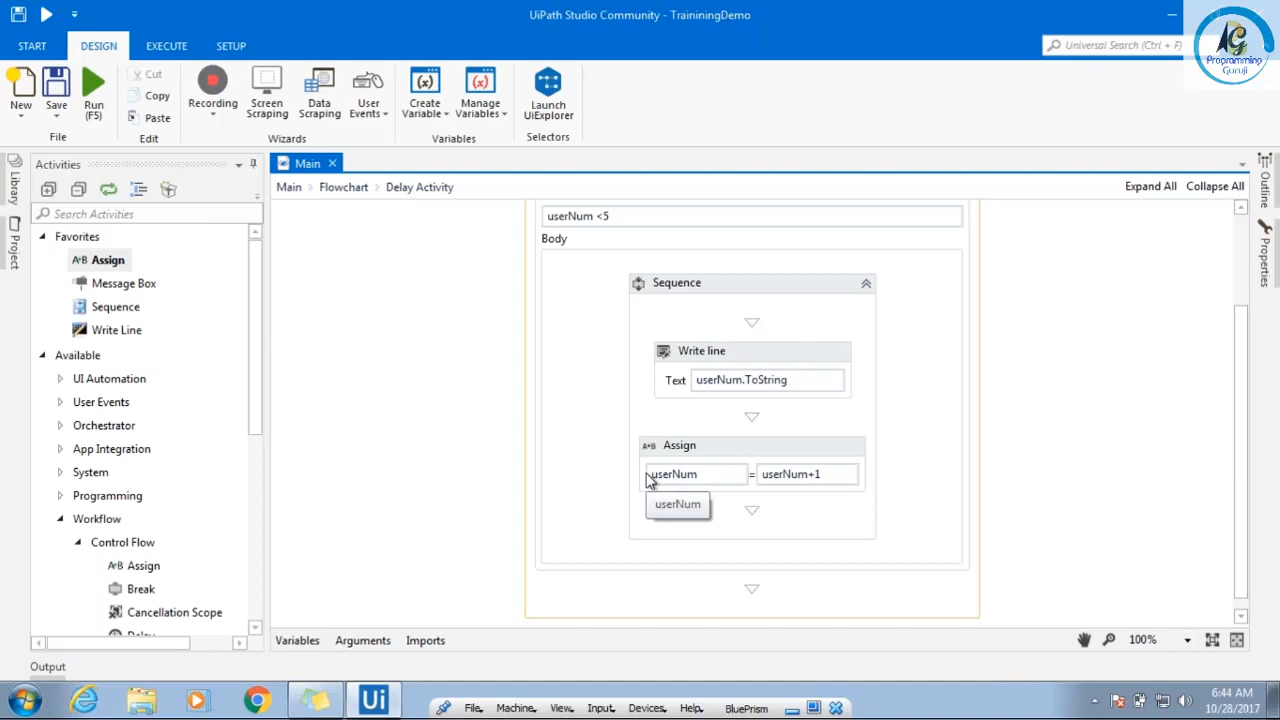 UiPath Studio Community - TraininingDemo
START DESIGN EXECUTE SETUP
Universal Search (Ctrl + F)
Programming
Guruji
New Save Run (F5)
Cut
Copy
Paste
Recording Screen Scraping Data Scraping User Events
Create Variable Manage Variables
Launch UiExplorer
File Edit Wizards Variables Selectors
Library
Project
Activities
Search Activities
Favorites
A+B Assign
Message Box
Sequence
Write Line
Available
UI Automation
User Events
Orchestrator
App Integration
System
Programming
Workflow
Control Flow
A+B Assign
Break
Cancellation Scope
Delay
Main
Main Flowchart Delay Activity
Expand All Collapse All
userNum <5
Body
Sequence
Write line
Text userNum.ToString
A+B Assign
userNum = userNum+1
userNum
Outline
Properties
Variables Arguments Imports
100%
Output
Ui
File, Machine, View, Input, Devices, Help, BluePrism
6:44 AM
10/28/2017